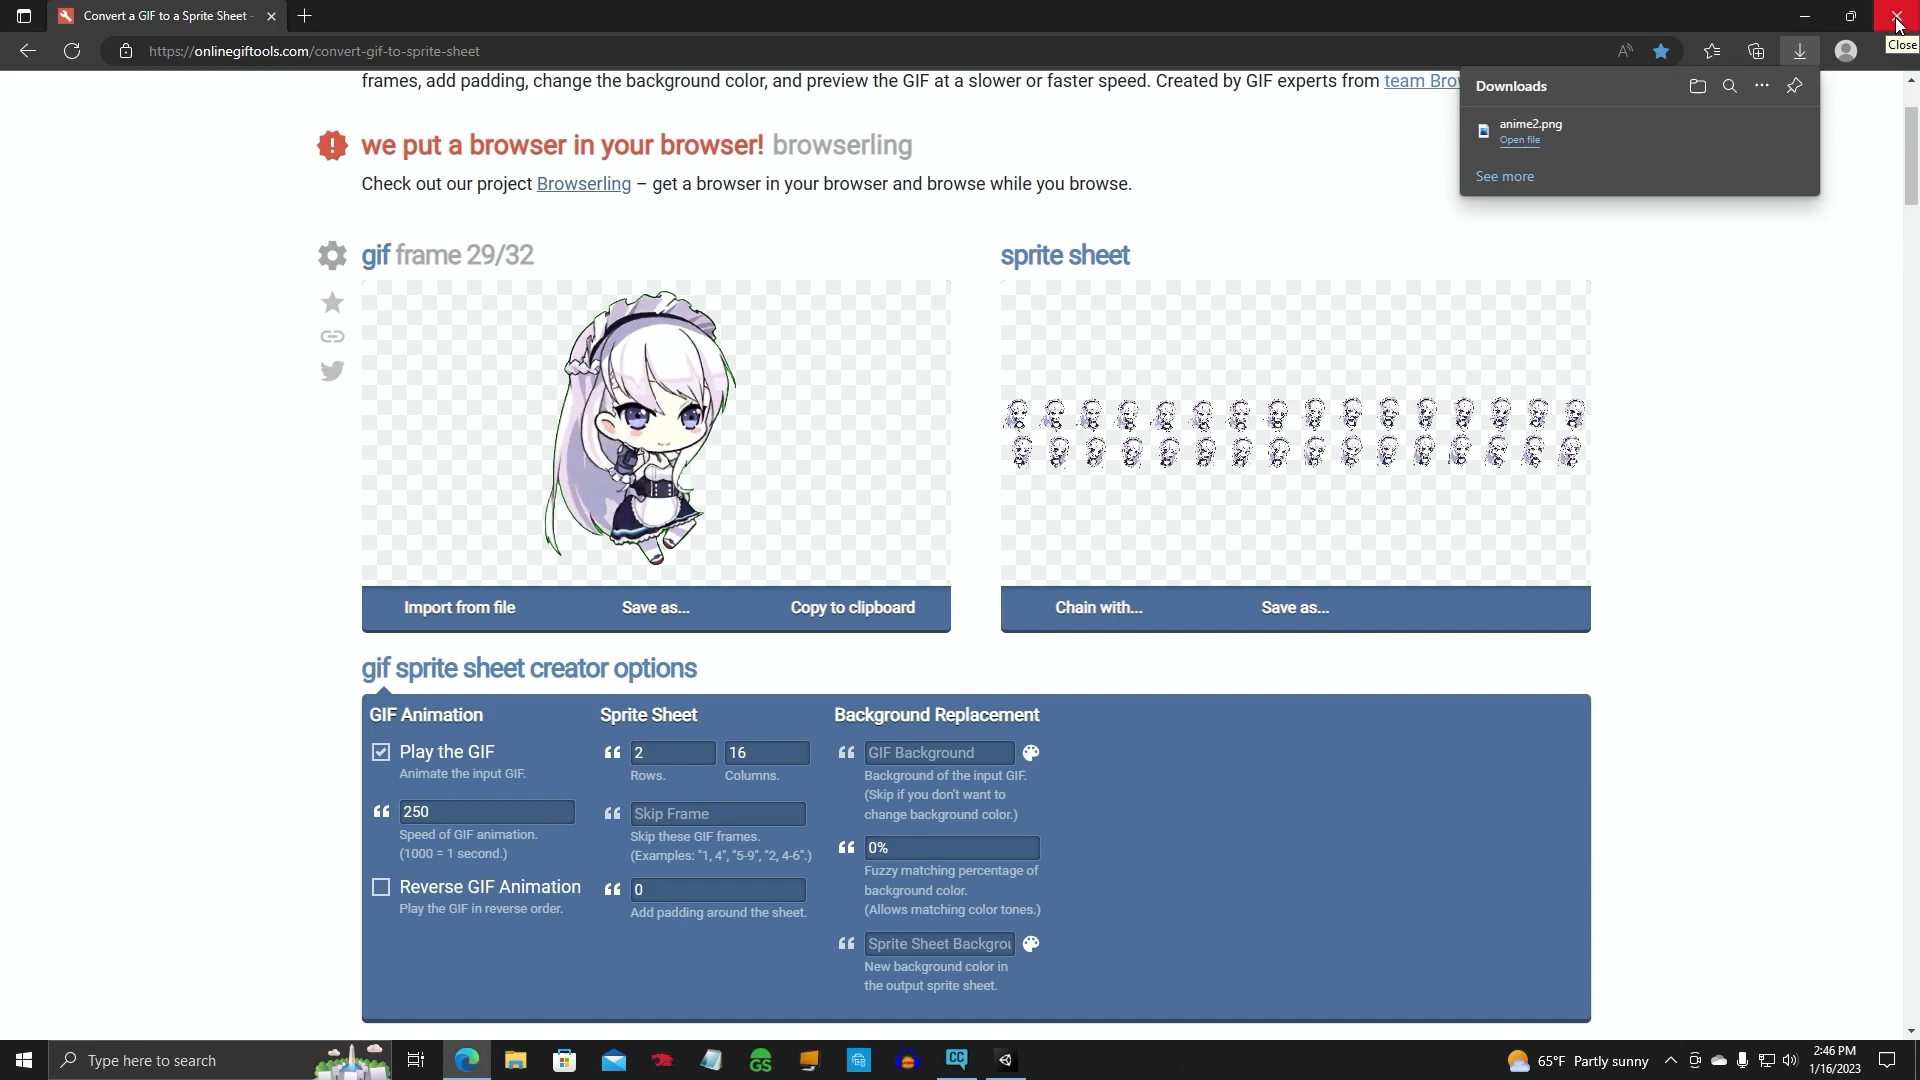 Convert a GIF to a Sprite Sheet -
https://onlinegiftools.com/convert-gif-to-sprite-sheet
Close
frames, add padding, change the background color, and preview the GIF at a slower or faster speed. Created by GIF experts from team Brow
Downloads
anime2.png
Open file
See more
we put a browser in your browser! browserling
Check out our project Browserling – get a browser in your browser and browse while you browse.
gif frame 29/32
sprite sheet
Import from file
Save as...
Copy to clipboard
Chain with...
Save as...
gif sprite sheet creator options
GIF Animation
Sprite Sheet
Background Replacement
Play the GIF
Animate the input GIF.
250
Speed of GIF animation.
(1000 = 1 second.)
Reverse GIF Animation
Play the GIF in reverse order.
2
16
Rows.
Columns.
Skip Frame
Skip these GIF frames.
(Examples: "1, 4", "5-9", "2, 4-6".)
0
Add padding around the sheet.
GIF Background
Background of the input GIF.
(Skip if you don't want to
change background color.)
0%
Fuzzy matching percentage of
background color.
(Allows matching color tones.)
Sprite Sheet Backgrou
New background color in
the output sprite sheet.
Type here to search
GS
CC
65°F Partly sunny
2:46 PM
1/16/2023